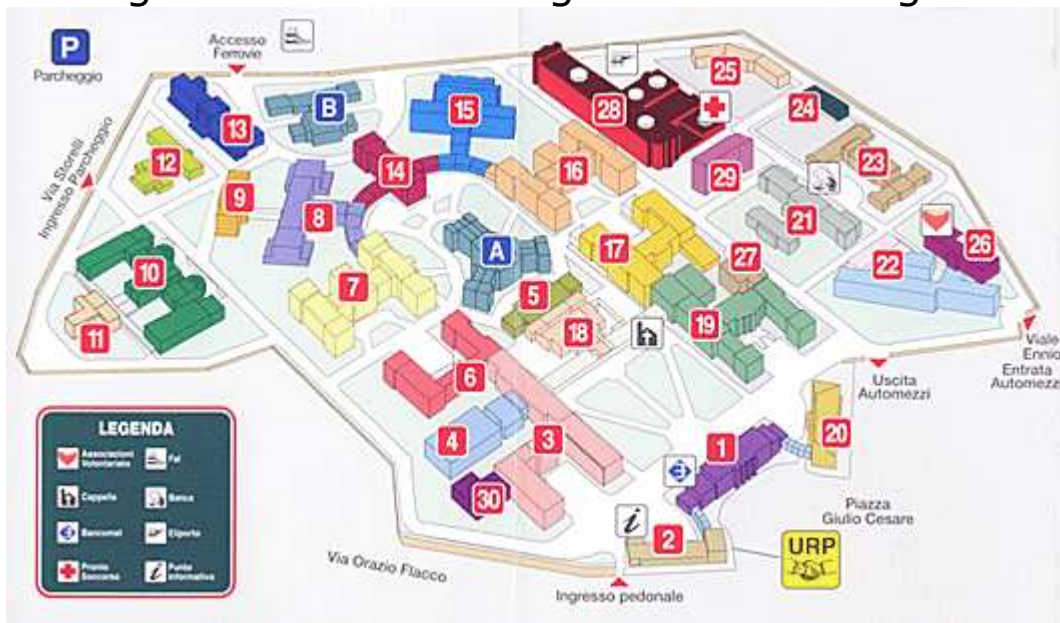 P
Parcheggio
Accesso
Ferrovie
Via Storelli
Ingresso Parcheggio
B
A
13
12
9
8
14
15
28
25
24
23
16
29
21
26
22
10
11
7
17
27
5
18
19
6
4
3
30
1
20
2
Viale
Ennio
Entrata
Automezzi
Uscita
Automezzi
Piazza
Giulio Cesare
URP
Ingresso pedonale
Via Orazio Flacco
i
LEGENDA
Associazioni
Volontariato
Fal
Cappella
Banca
Bancomat
Eliporto
Pronto
Soccorso
i
Punto
Informativo